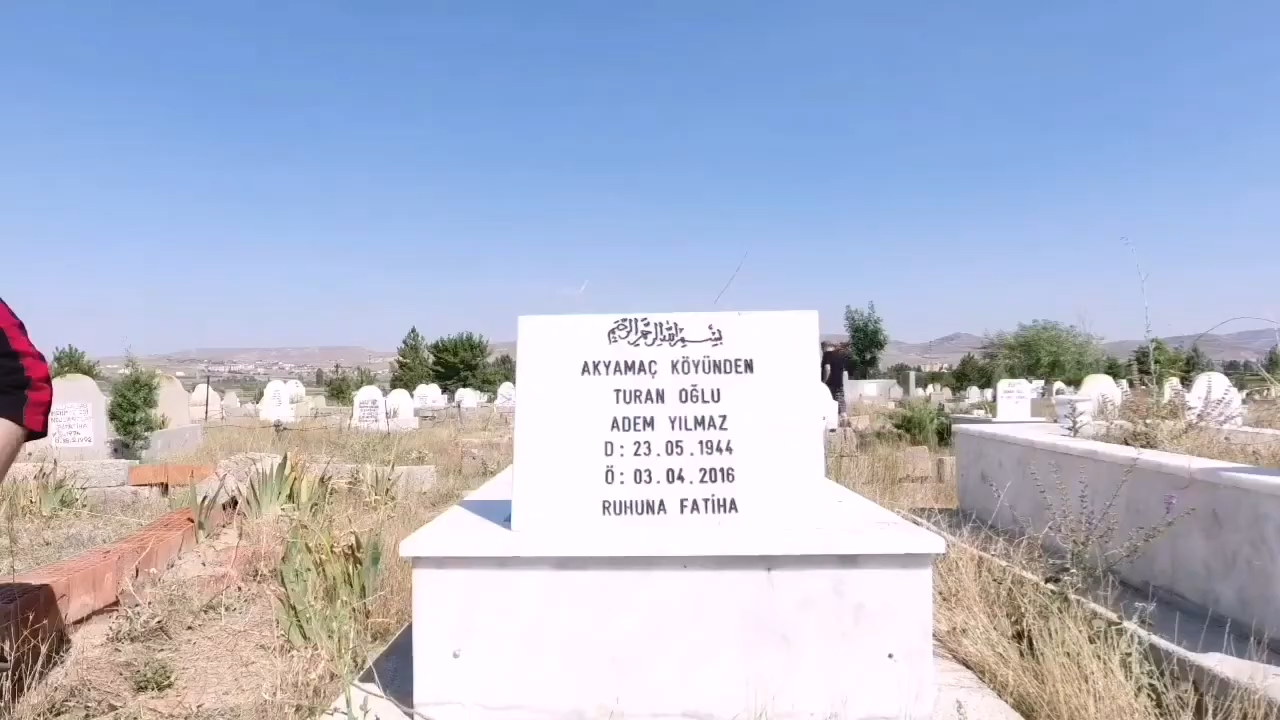 بسم الله الرحمن الرحيم
AKYAMAÇ KÖYÜNDEN
TURAN OĞLU
ADEM YILMAZ
D: 23.05.1944
Ö: 03.04.2016
RUHUNA FATİHA